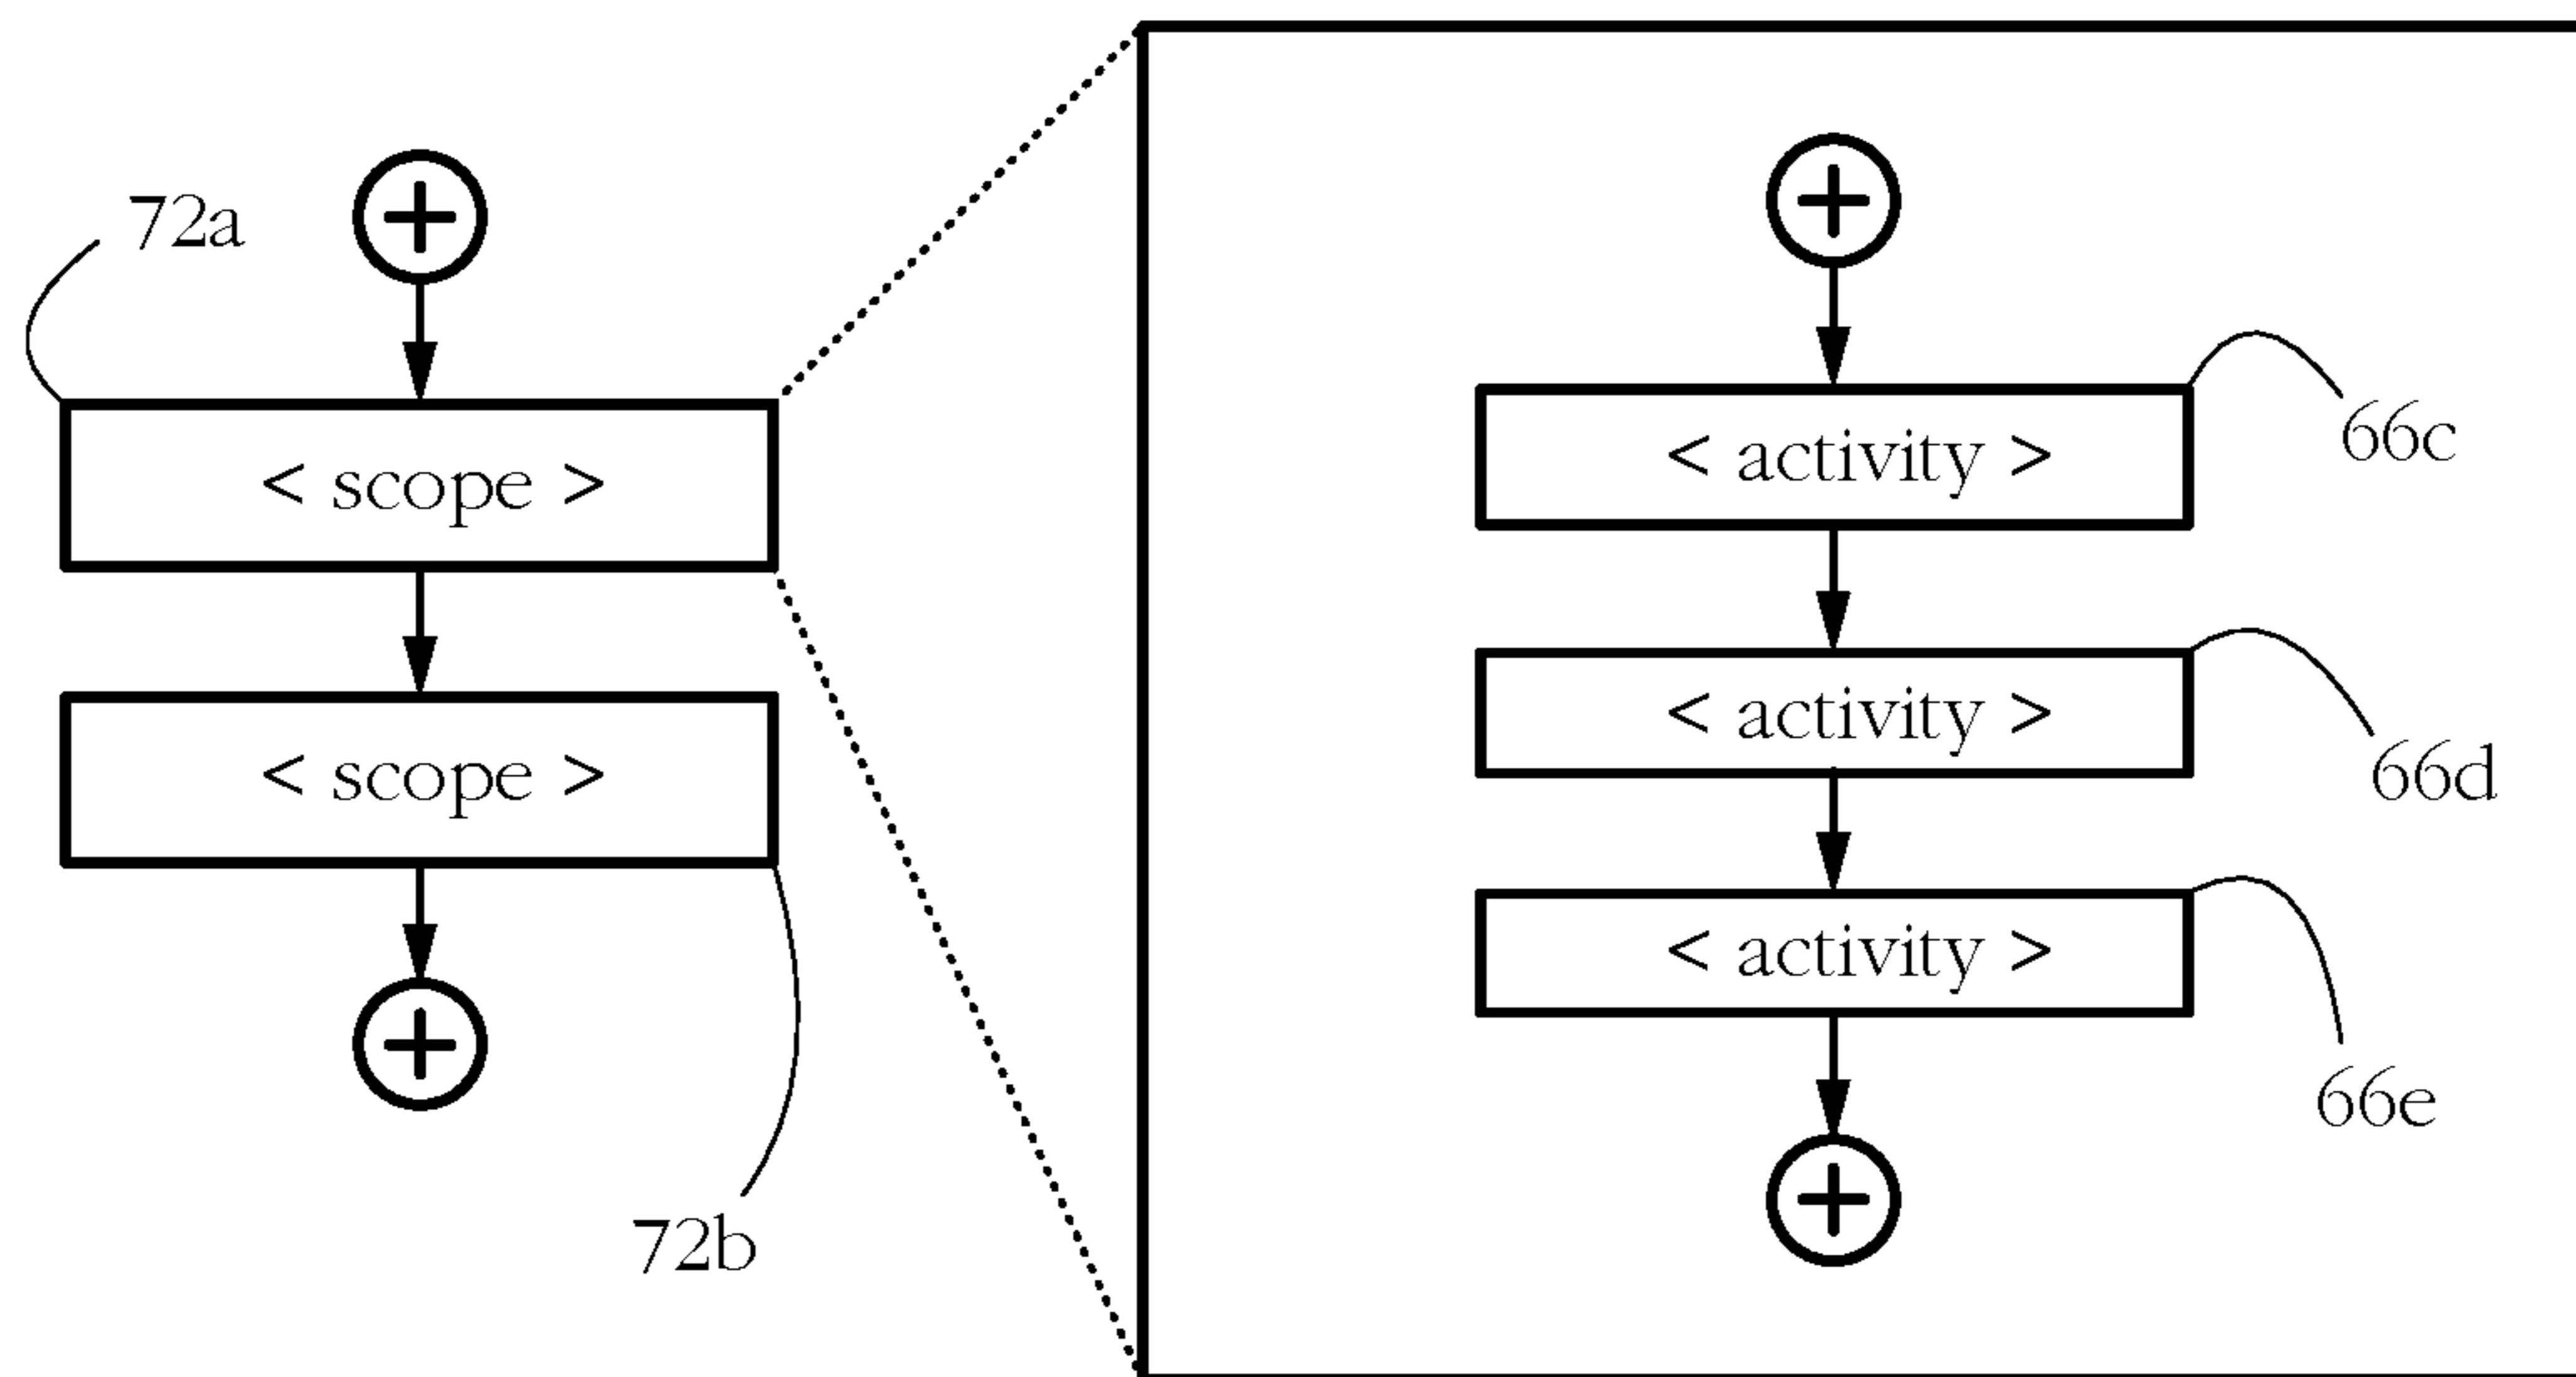 72a
< scope >
< scope >
72b
< activity >
66c
< activity >
66d
< activity >
66e